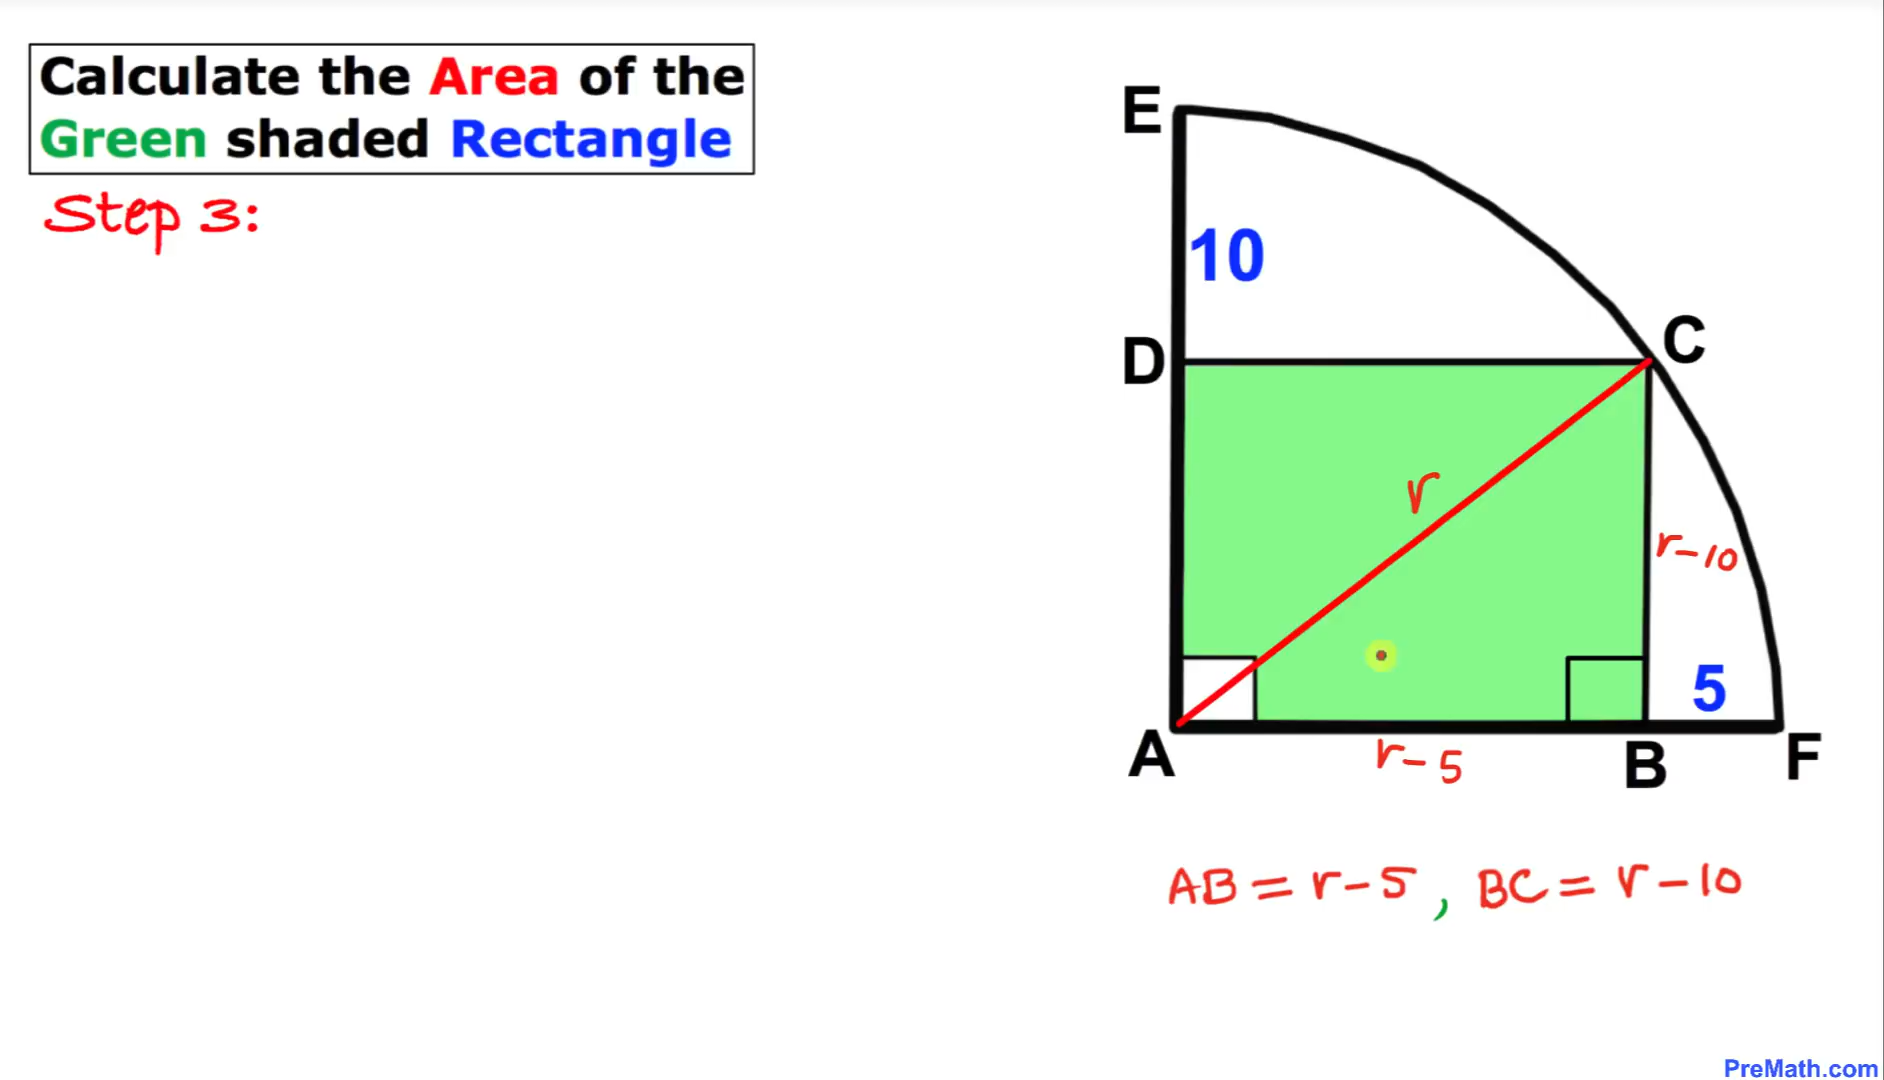 Calculate the Area of the
Green shaded Rectangle
Step 3:
E
10
D
C
r
r-10
5
A
B
F
r-5
AB = r-5, BC = r-10
PreMath.com